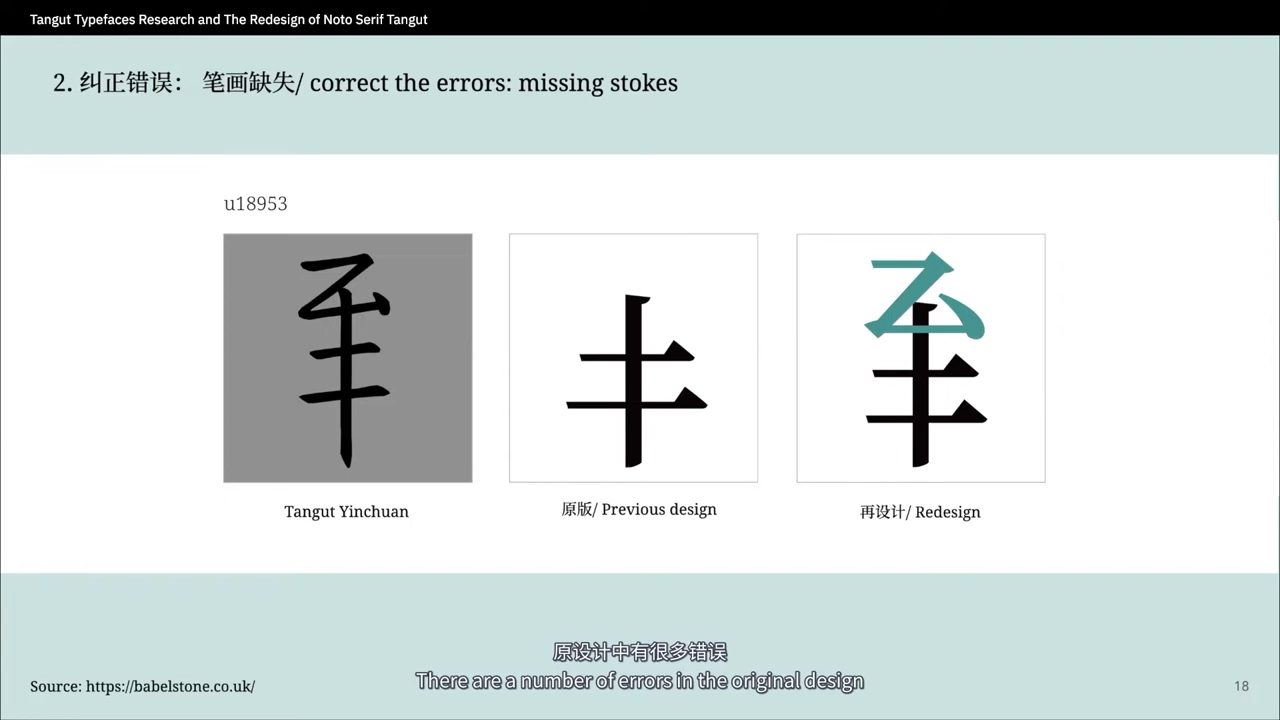 Tangut Typefaces Research and The Redesign of Noto Serif Tangut
2. 纠正错误： 笔画缺失/ correct the errors: missing stokes
u18953
Tangut Yinchuan
原版/ Previous design
再设计/ Redesign
原设计中有很多错误
There are a number of errors in the original design
Source: https://babelstone.co.uk/
18